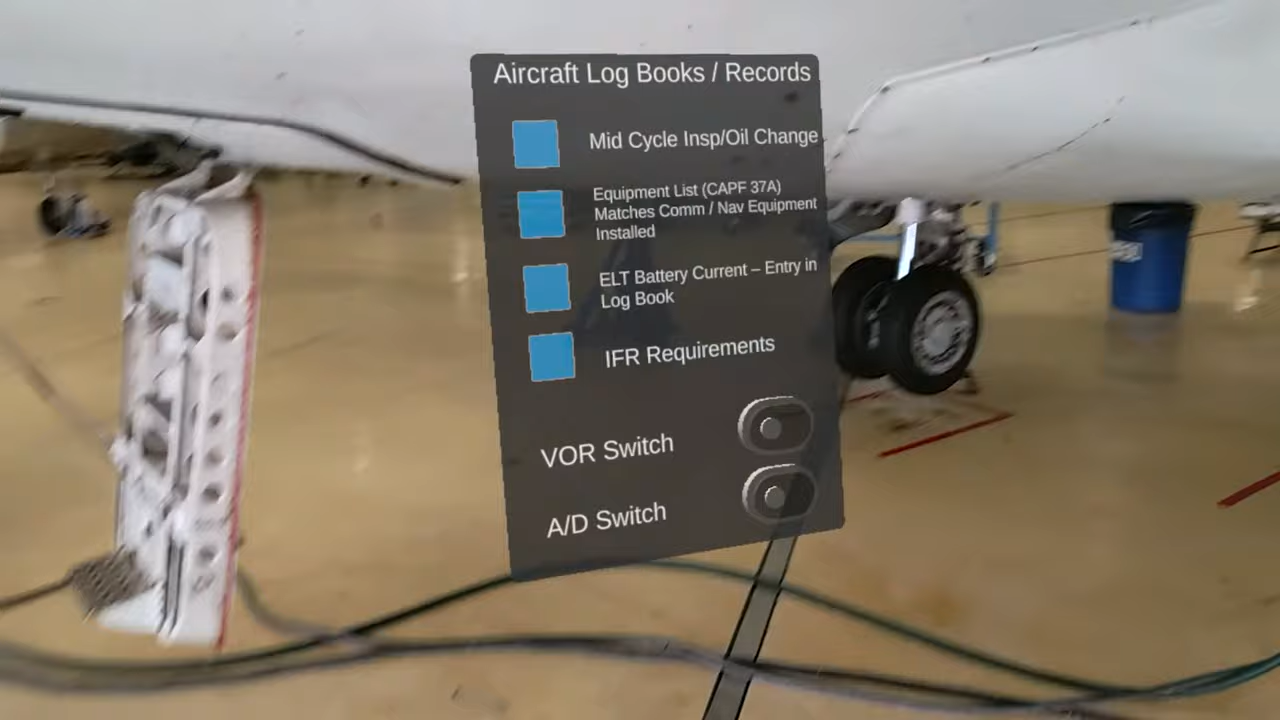 Aircraft Log Books / Records
Mid Cycle Insp/Oil Change
Equipment List (CAPF 37A)
Matches Comm / Nav Equipment
Installed
ELT Battery Current – Entry in
Log Book
IFR Requirements
VOR Switch
A/D Switch